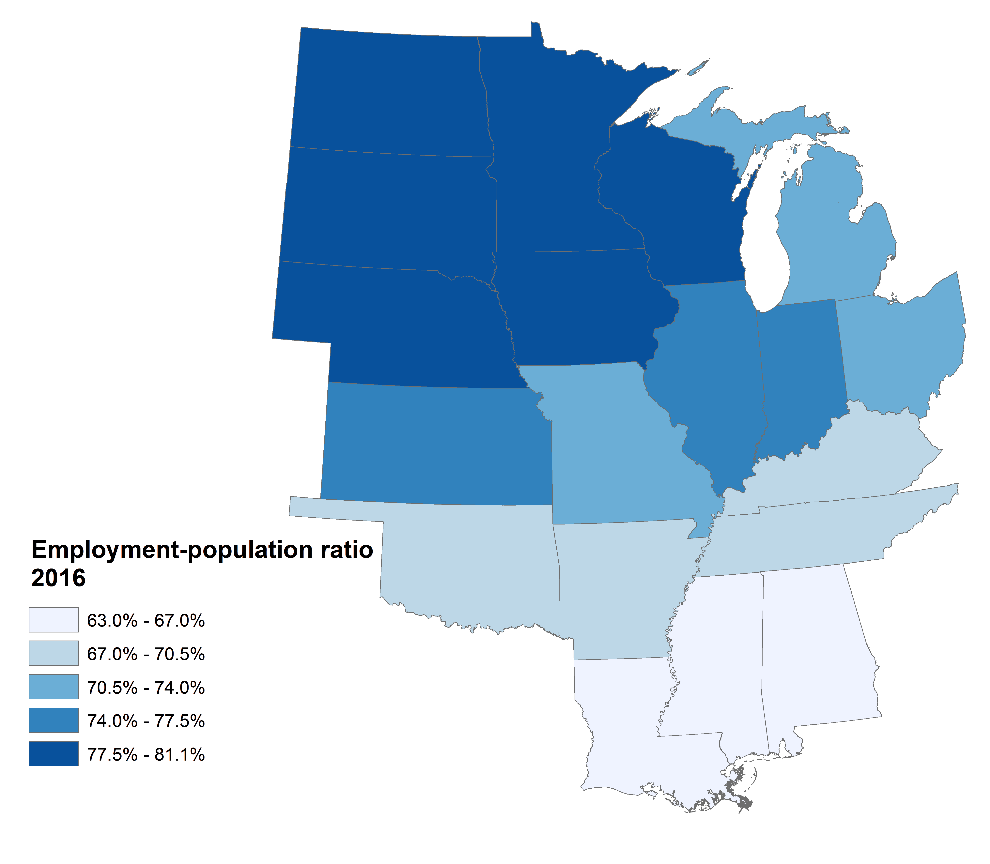 Employment-population ratio
2016
63.0% - 67.0%
67.0% - 70.5%
70.5% - 74.0%
74.0% - 77.5%
77.5% - 81.1%